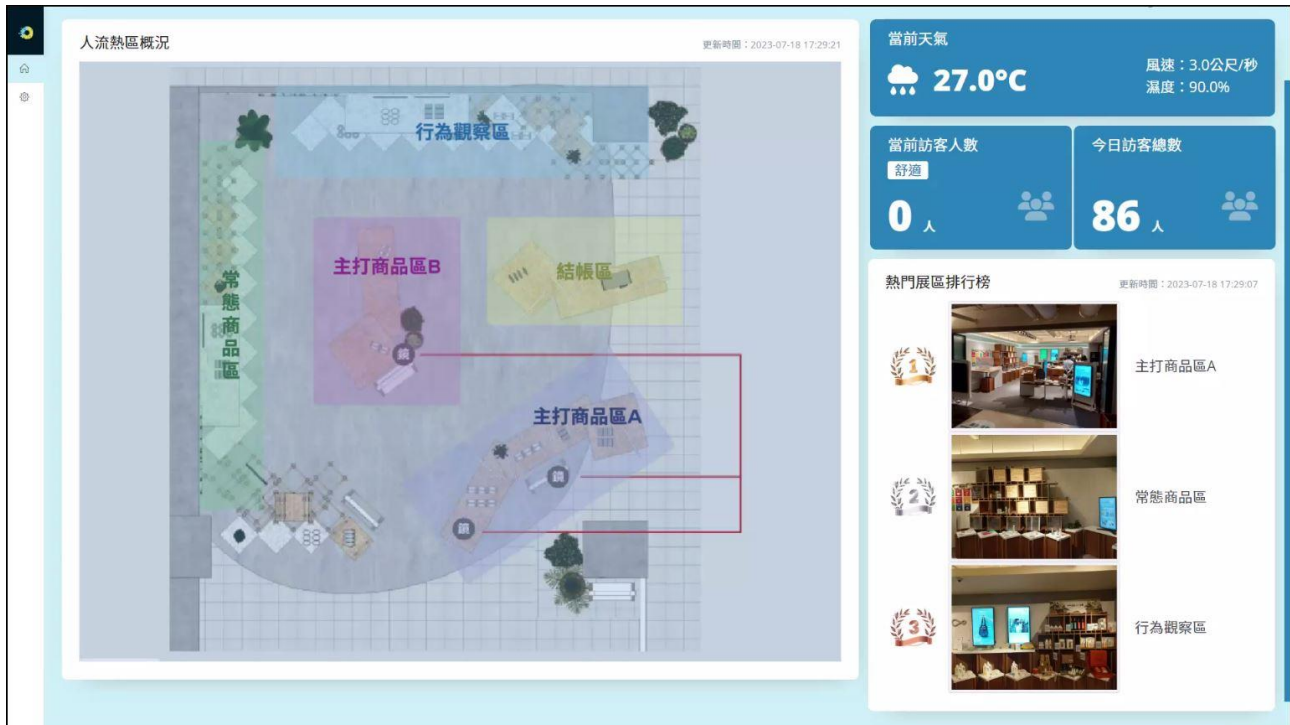 人流熱區概況
更新時間：2023-07-18 17:29:21
行為觀察區
主打商品區B
結帳區
常態商品區
鏡
主打商品區A
鏡
鏡
當前天氣
27.0°C
風速：3.0公尺/秒
濕度：90.0%
當前訪客人數
舒適
0 人
今日訪客總數
86 人
熱門展區排行榜
更新時間：2023-07-18 17:29:07
1
主打商品區A
2
常態商品區
3
行為觀察區